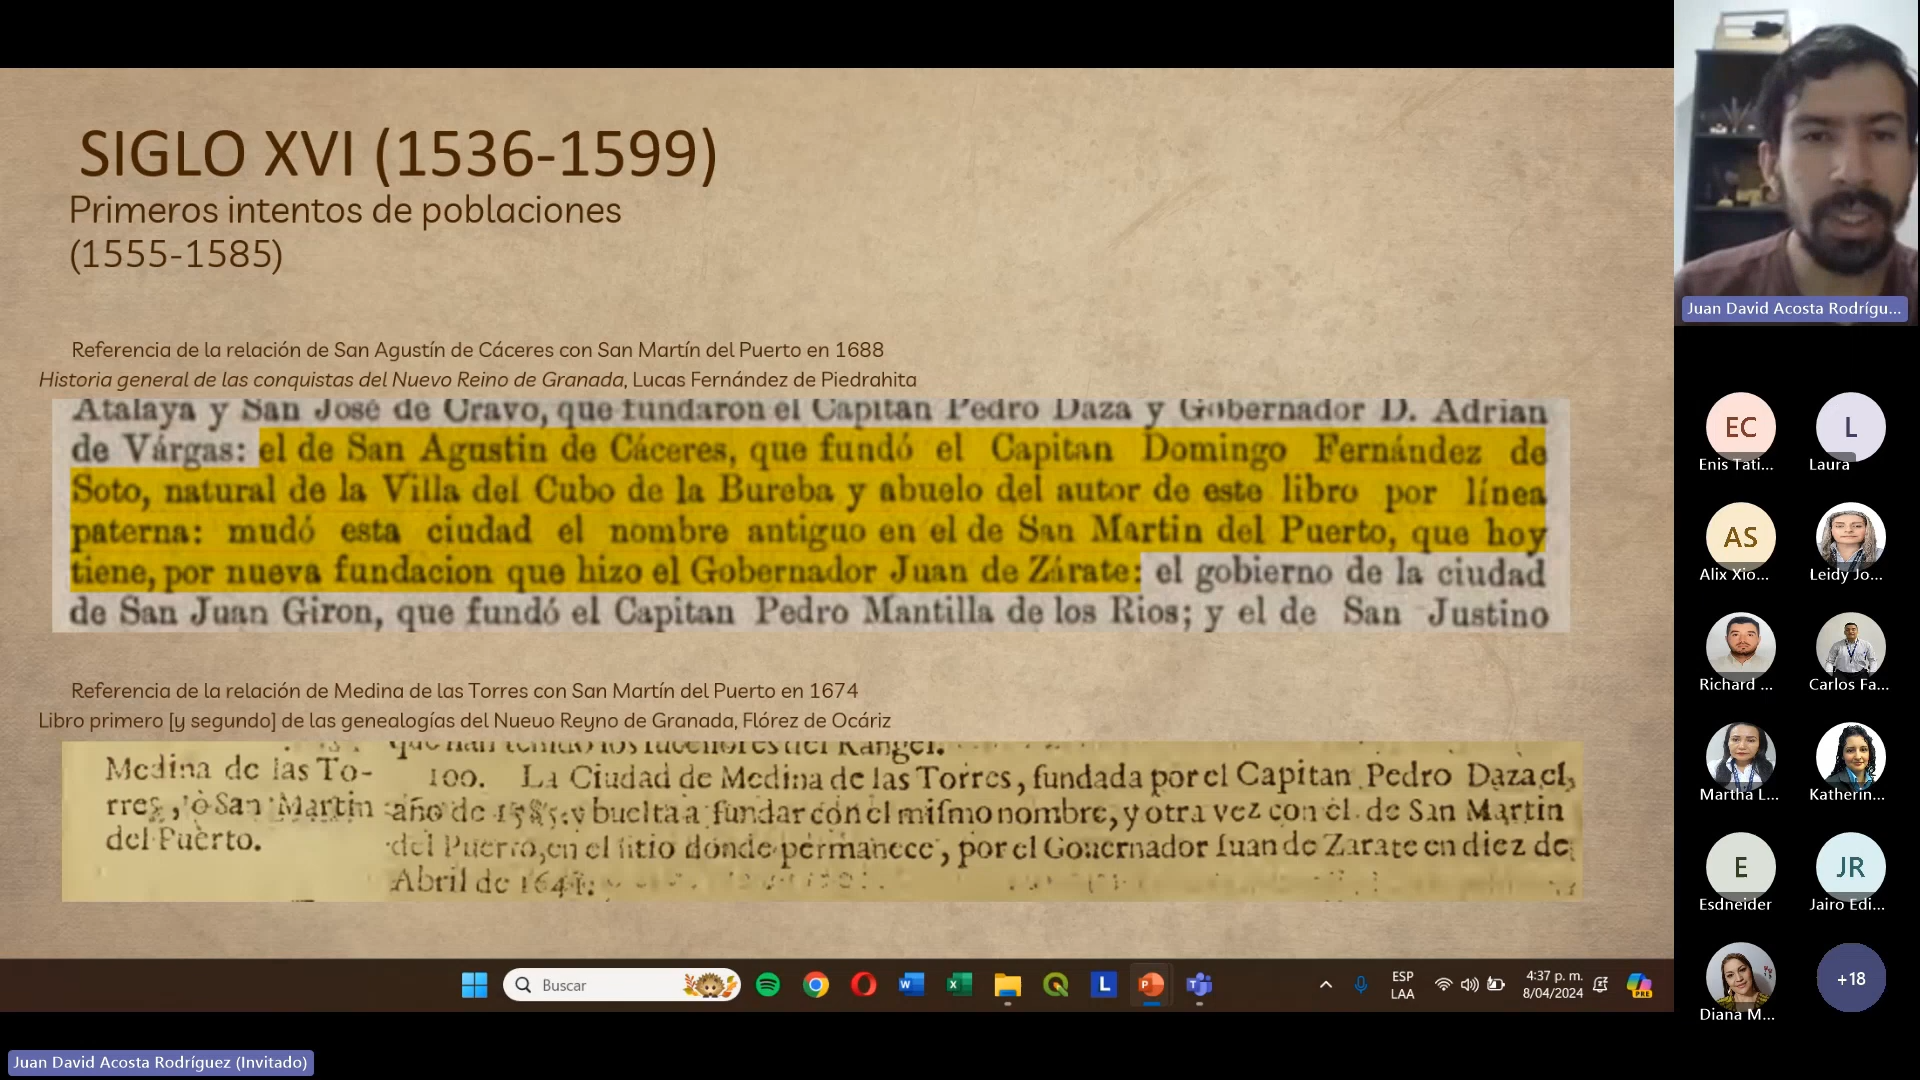 SIGLO XVI (1536-1599)
Primeros intentos de poblaciones
(1555-1585)
Referencia de la relación de San Agustín de Cáceres con San Martín del Puerto en 1688
Historia general de las conquistas del Nuevo Reino de Granada, Lucas Fernández de Piedrahita
Atalaya y San José de Cravo, que fundaron el Capitan Pedro Daza y Gobernador D. Adrian
de Várgas: el de San Agustin de Cáceres, que fundó el Capitan Domingo Fernández de
Soto, natural de la Villa del Cubo de la Bureba y abuelo del autor de este libro por línea
paterna: mudó esta ciudad el nombre antiguo en el de San Martin del Puerto, que hoy
tiene, por nueva fundacion que hizo el Gobernador Juan de Zárate: el gobierno de la ciudad
de San Juan Giron, que fundó el Capitan Pedro Mantilla de los Rios; y el de San Justino
Referencia de la relación de Medina de las Torres con San Martín del Puerto en 1674
Libro primero [y segundo] de las genealogías del Nueuo Reyno de Granada, Flórez de Ocáriz
Medina de las To-
rres, ò San Martin
del Puerto.
que han tenido los sucessores del Rangel.
100. La Ciudad de Medina de las Torres, fundada por el Capitan Pedro Daza el
año de 1585. y buelta a fundar con el mismo nombre, y otra vez con el de San Martin
del Puerto, en el sitio donde permanece, por el Gouernador Iuan de Zarate en diez de
Abril de 1641.
Buscar
ESP
LAA
4:37 p. m.
8/04/2024
PRE
Juan David Acosta Rodríguez (Invitado)
Juan David Acosta Rodrígu...
EC
Enis Tati...
L
Laura
AS
Alix Xio...
Leidy Jo...
Richard ...
Carlos Fa...
Martha L...
Katherin...
E
Esdneider
JR
Jairo Edi...
Diana M...
+18